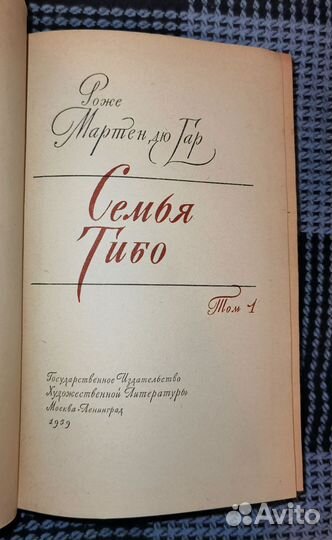 Роже
Мартен дю Гар
Семья
Тибо
Том 1
Государственное Издательство
Художественной Литературы
Москва-Ленинград
1959
Avito